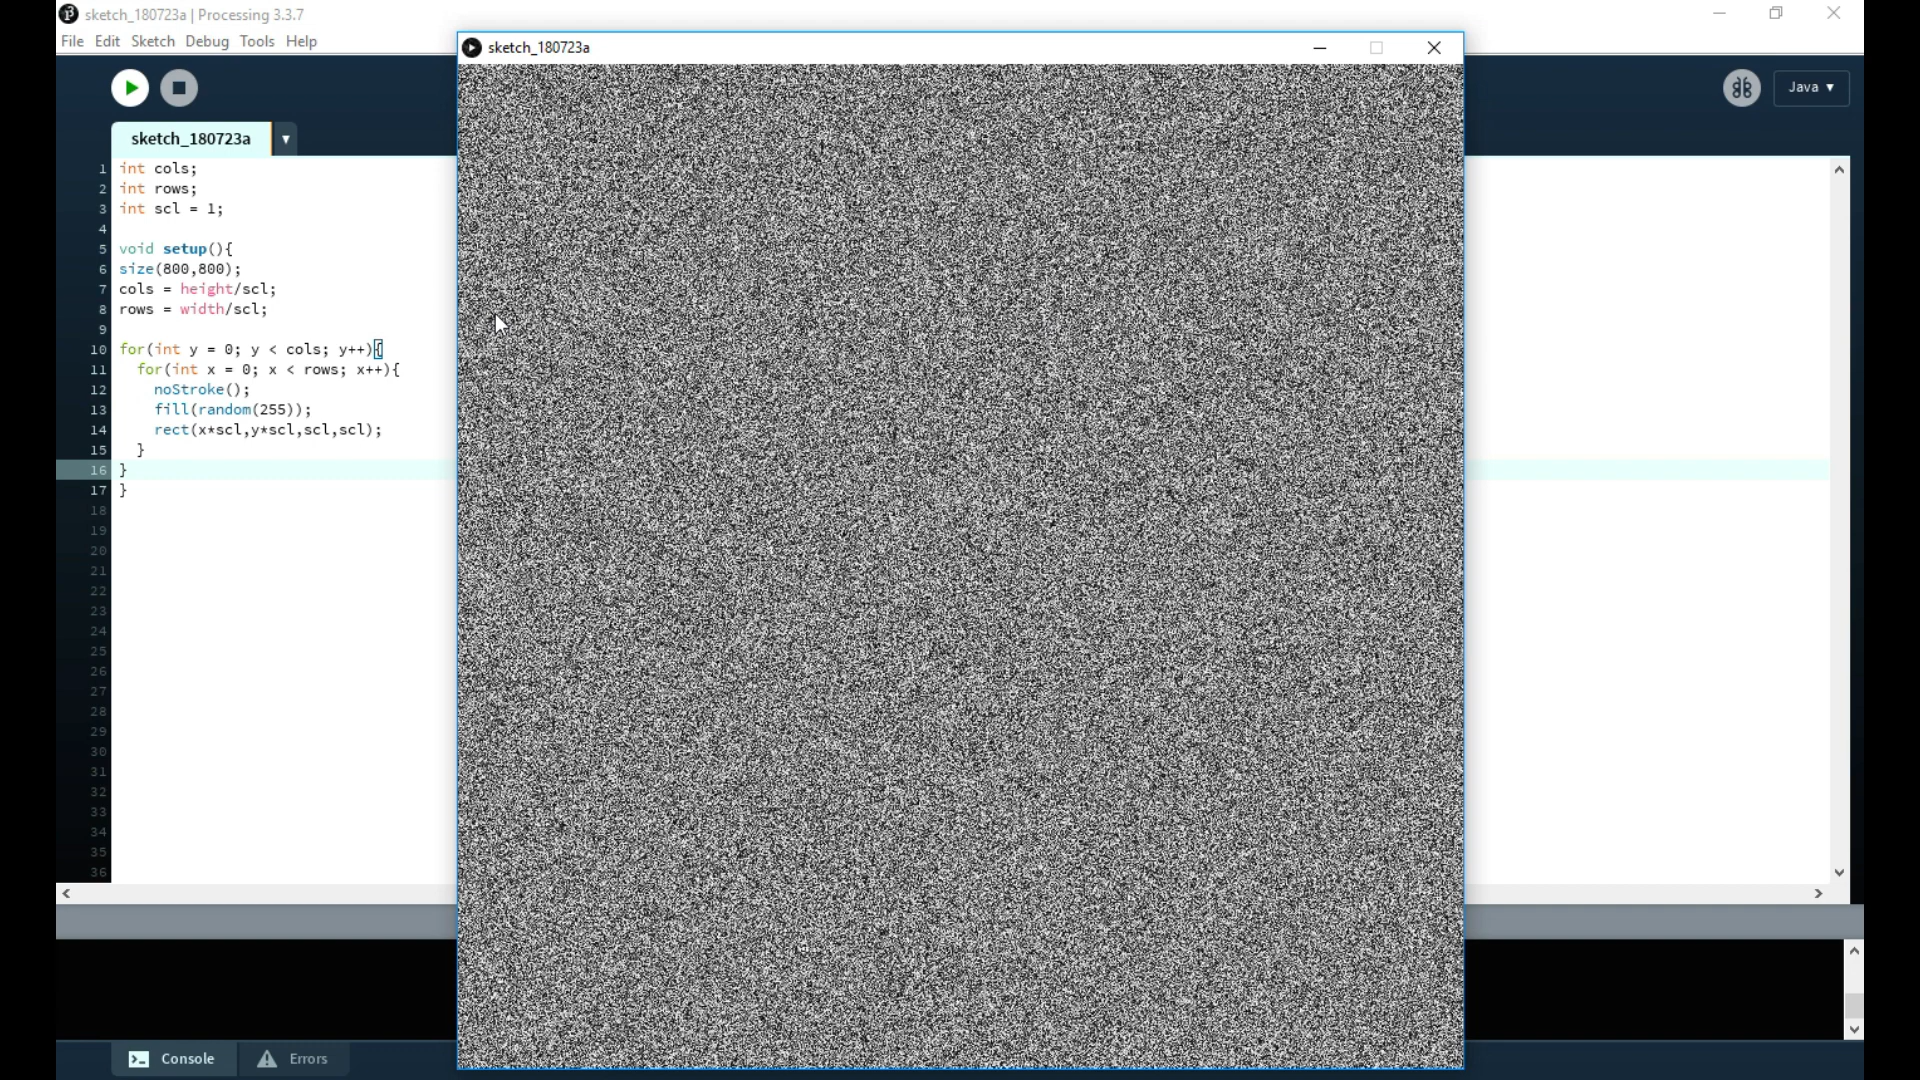 sketch_180723a | Processing 3.3.7
File Edit Sketch Debug Tools Help
sketch_180723a
Java ▾
sketch_180723a ▾
1 int cols;
2 int rows;
3 int scl = 1;
4
5 void setup(){
6 size(800,800);
7 cols = height/scl;
8 rows = width/scl;
9
10 for(int y = 0; y < cols; y++){
11   for(int x = 0; x < rows; x++){
12     noStroke();
13     fill(random(255));
14     rect(x*scl,y*scl,scl,scl);
15   }
16 }
17 }
18
19
20
21
22
23
24
25
26
27
28
29
30
31
32
33
34
35
36
Console Errors